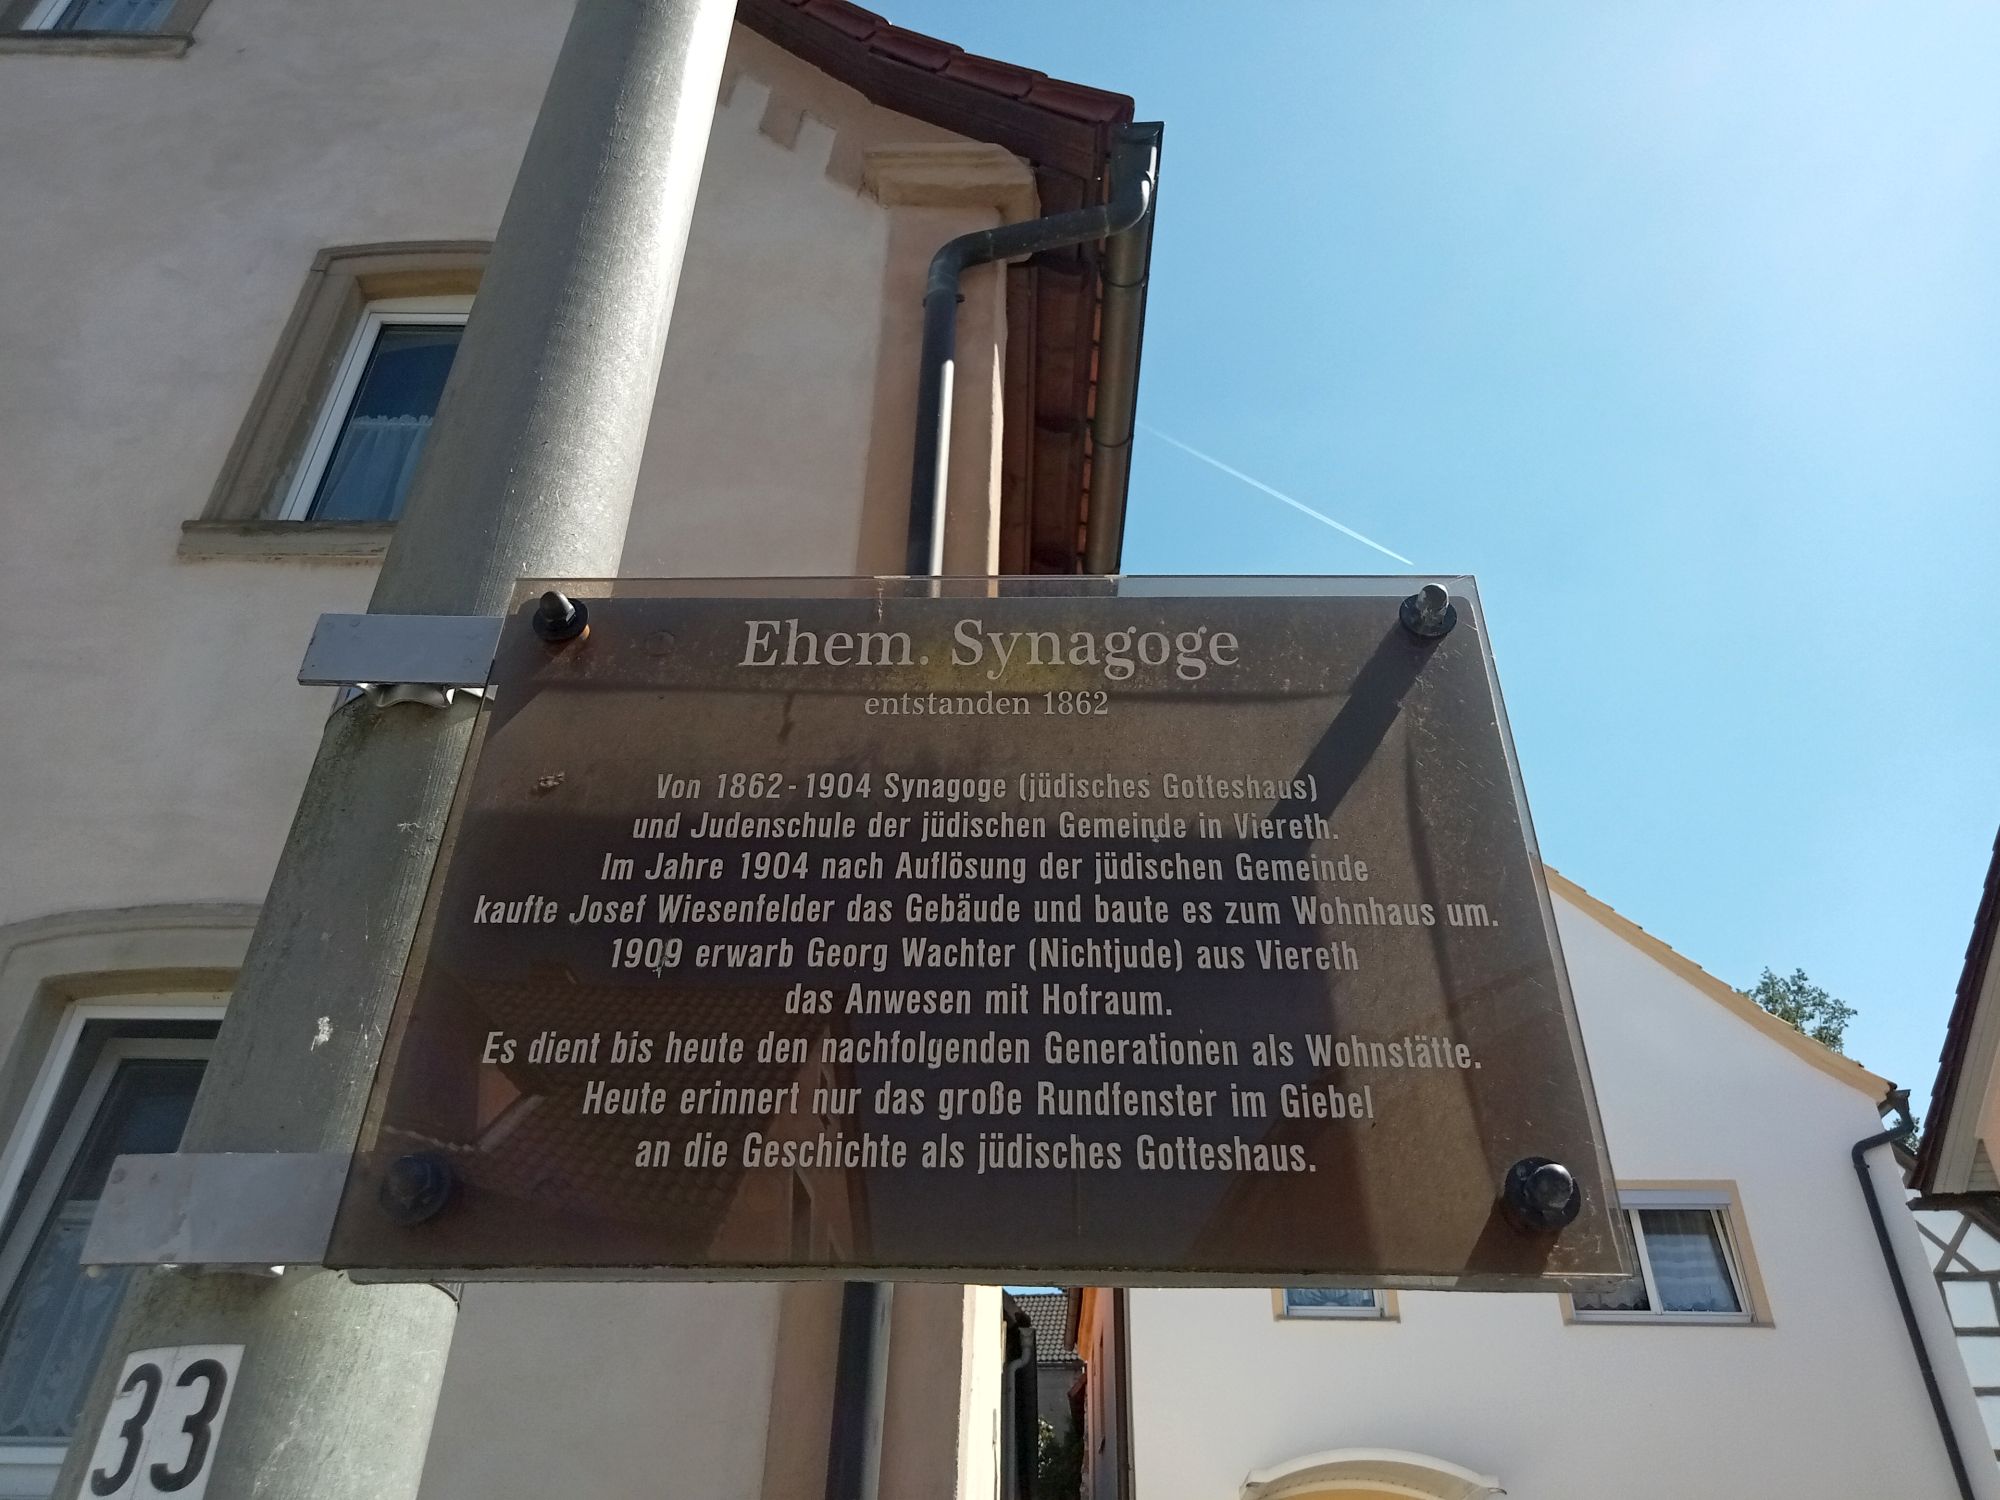 Ehem. Synagoge
entstanden 1862
Von 1862-1904 Synagoge (jüdisches Gotteshaus)
und Judenschule der jüdischen Gemeinde in Viereth.
Im Jahre 1904 nach Auflösung der jüdischen Gemeinde
kaufte Josef Wiesenfelder das Gebäude und baute es zum Wohnhaus um.
1909 erwarb Georg Wachter (Nichtjude) aus Viereth
das Anwesen mit Hofraum.
Es dient bis heute den nachfolgenden Generationen als Wohnstätte.
Heute erinnert nur das große Rundfenster im Giebel
an die Geschichte als jüdisches Gotteshaus.
33